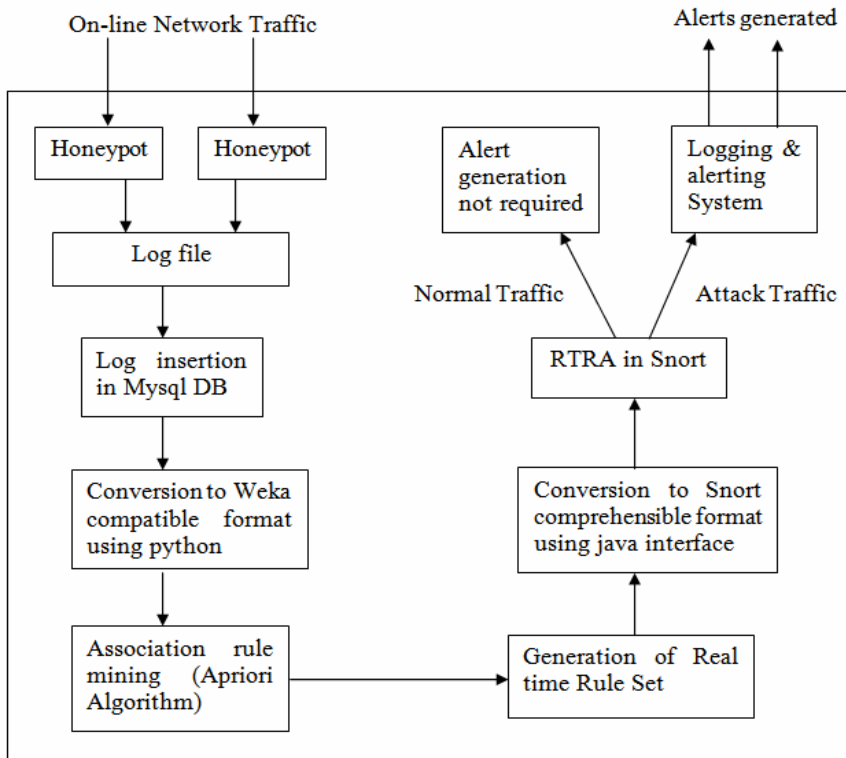 On-line Network Traffic
Alerts generated
Honeypot
Honeypot
Log file
Log insertion
in Mysql DB
Conversion to Weka
compatible format
using python
Association rule
mining (Apriori
Algorithm)
Generation of Real
time Rule Set
Conversion to Snort
comprehensible format
using java interface
RTRA in Snort
Normal Traffic
Attack Traffic
Alert
generation
not required
Logging &
alerting
System